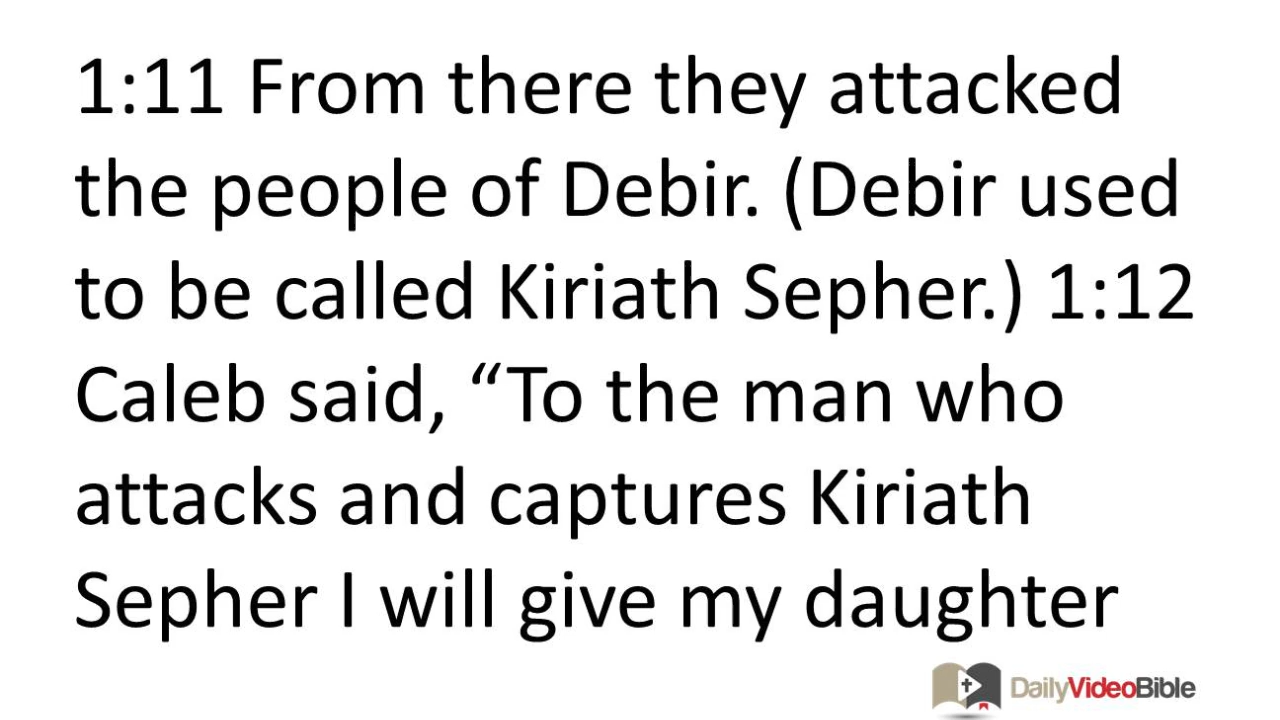 1:11 From there they attacked
the people of Debir. (Debir used
to be called Kiriath Sepher.) 1:12
Caleb said, “To the man who
attacks and captures Kiriath
Sepher I will give my daughter
DailyVideoBible